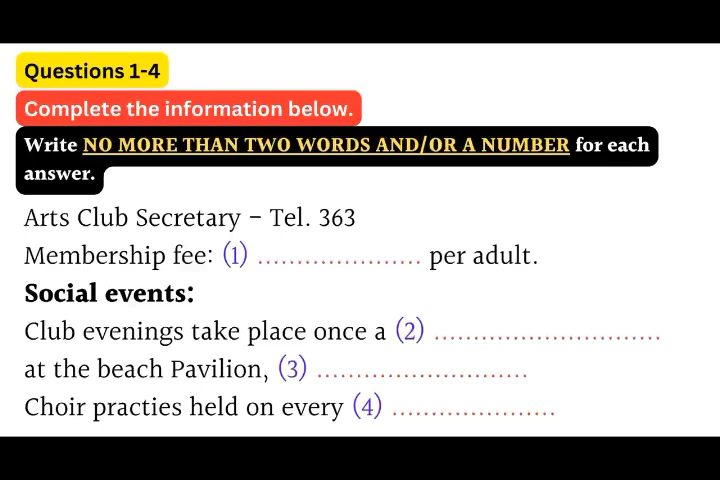 Questions 1-4
Complete the information below.
Write NO MORE THAN TWO WORDS AND/OR A NUMBER for each
answer.
Arts Club Secretary – Tel. 363
Membership fee: (1) ..................... per adult.
Social events:
Club evenings take place once a (2) .............................
at the beach Pavilion, (3) ...........................
Choir practies held on every (4) .....................